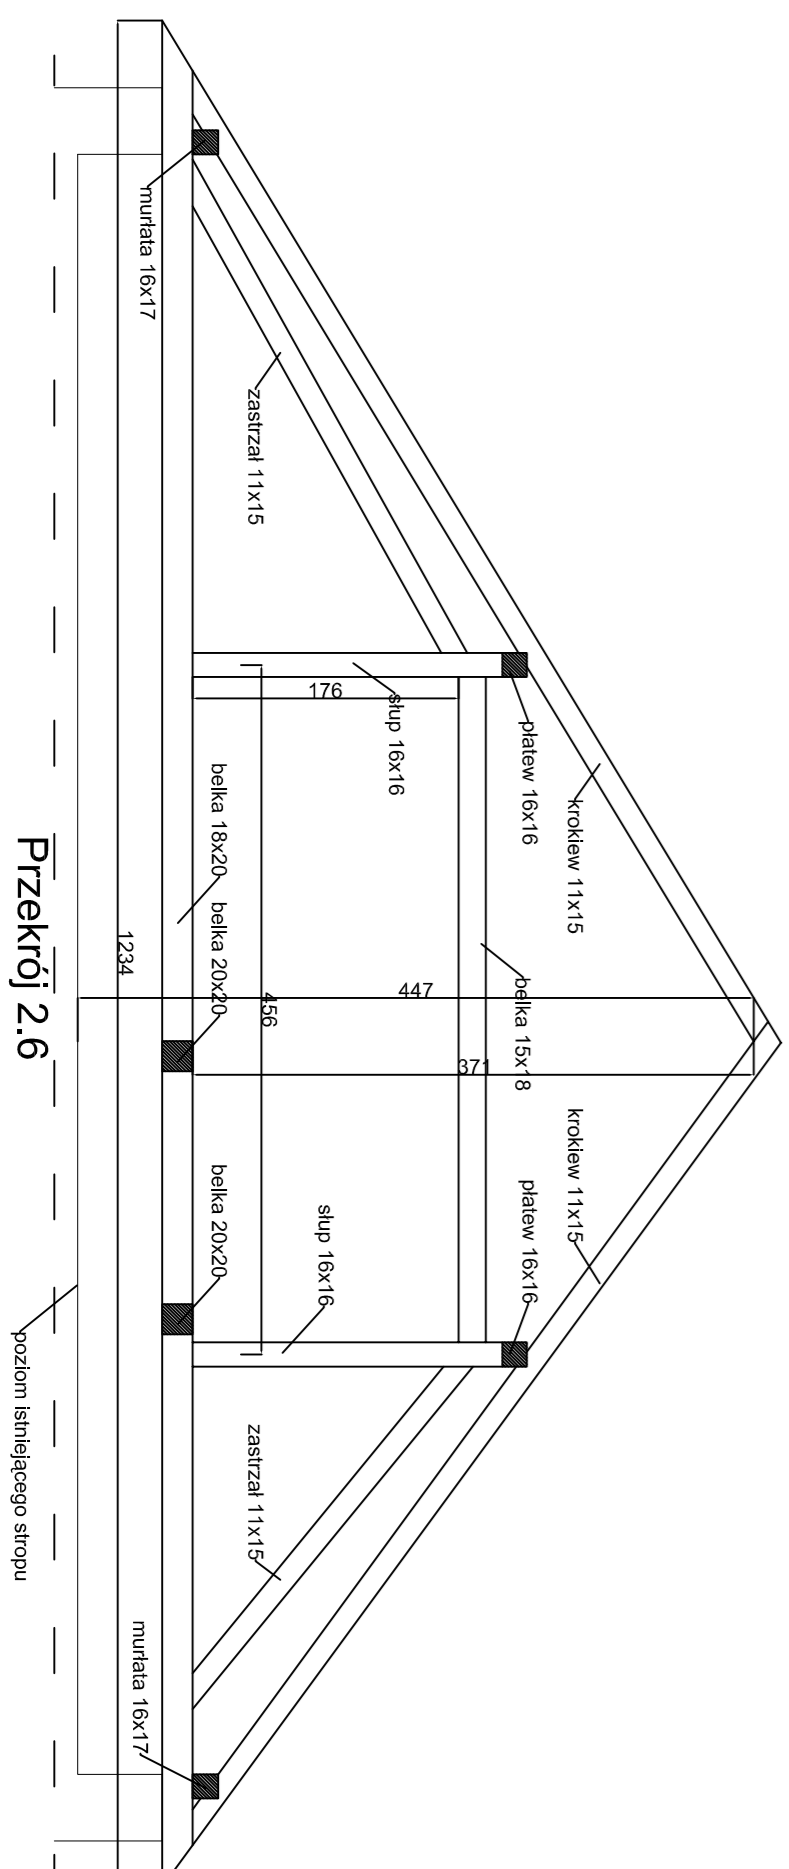 krokiew 11x15
krokiew 11x15
płatew 16x16
płatew 16x16
belka 15x18
371
447
słup 16x16
słup 16x16
176
456
zastrzał 11x15
zastrzał 11x15
belka 18x20
belka 20x20
belka 20x20
murłata 16x17
murłata 16x17
1234
Przekrój 2.6
poziom istniejącego stropu